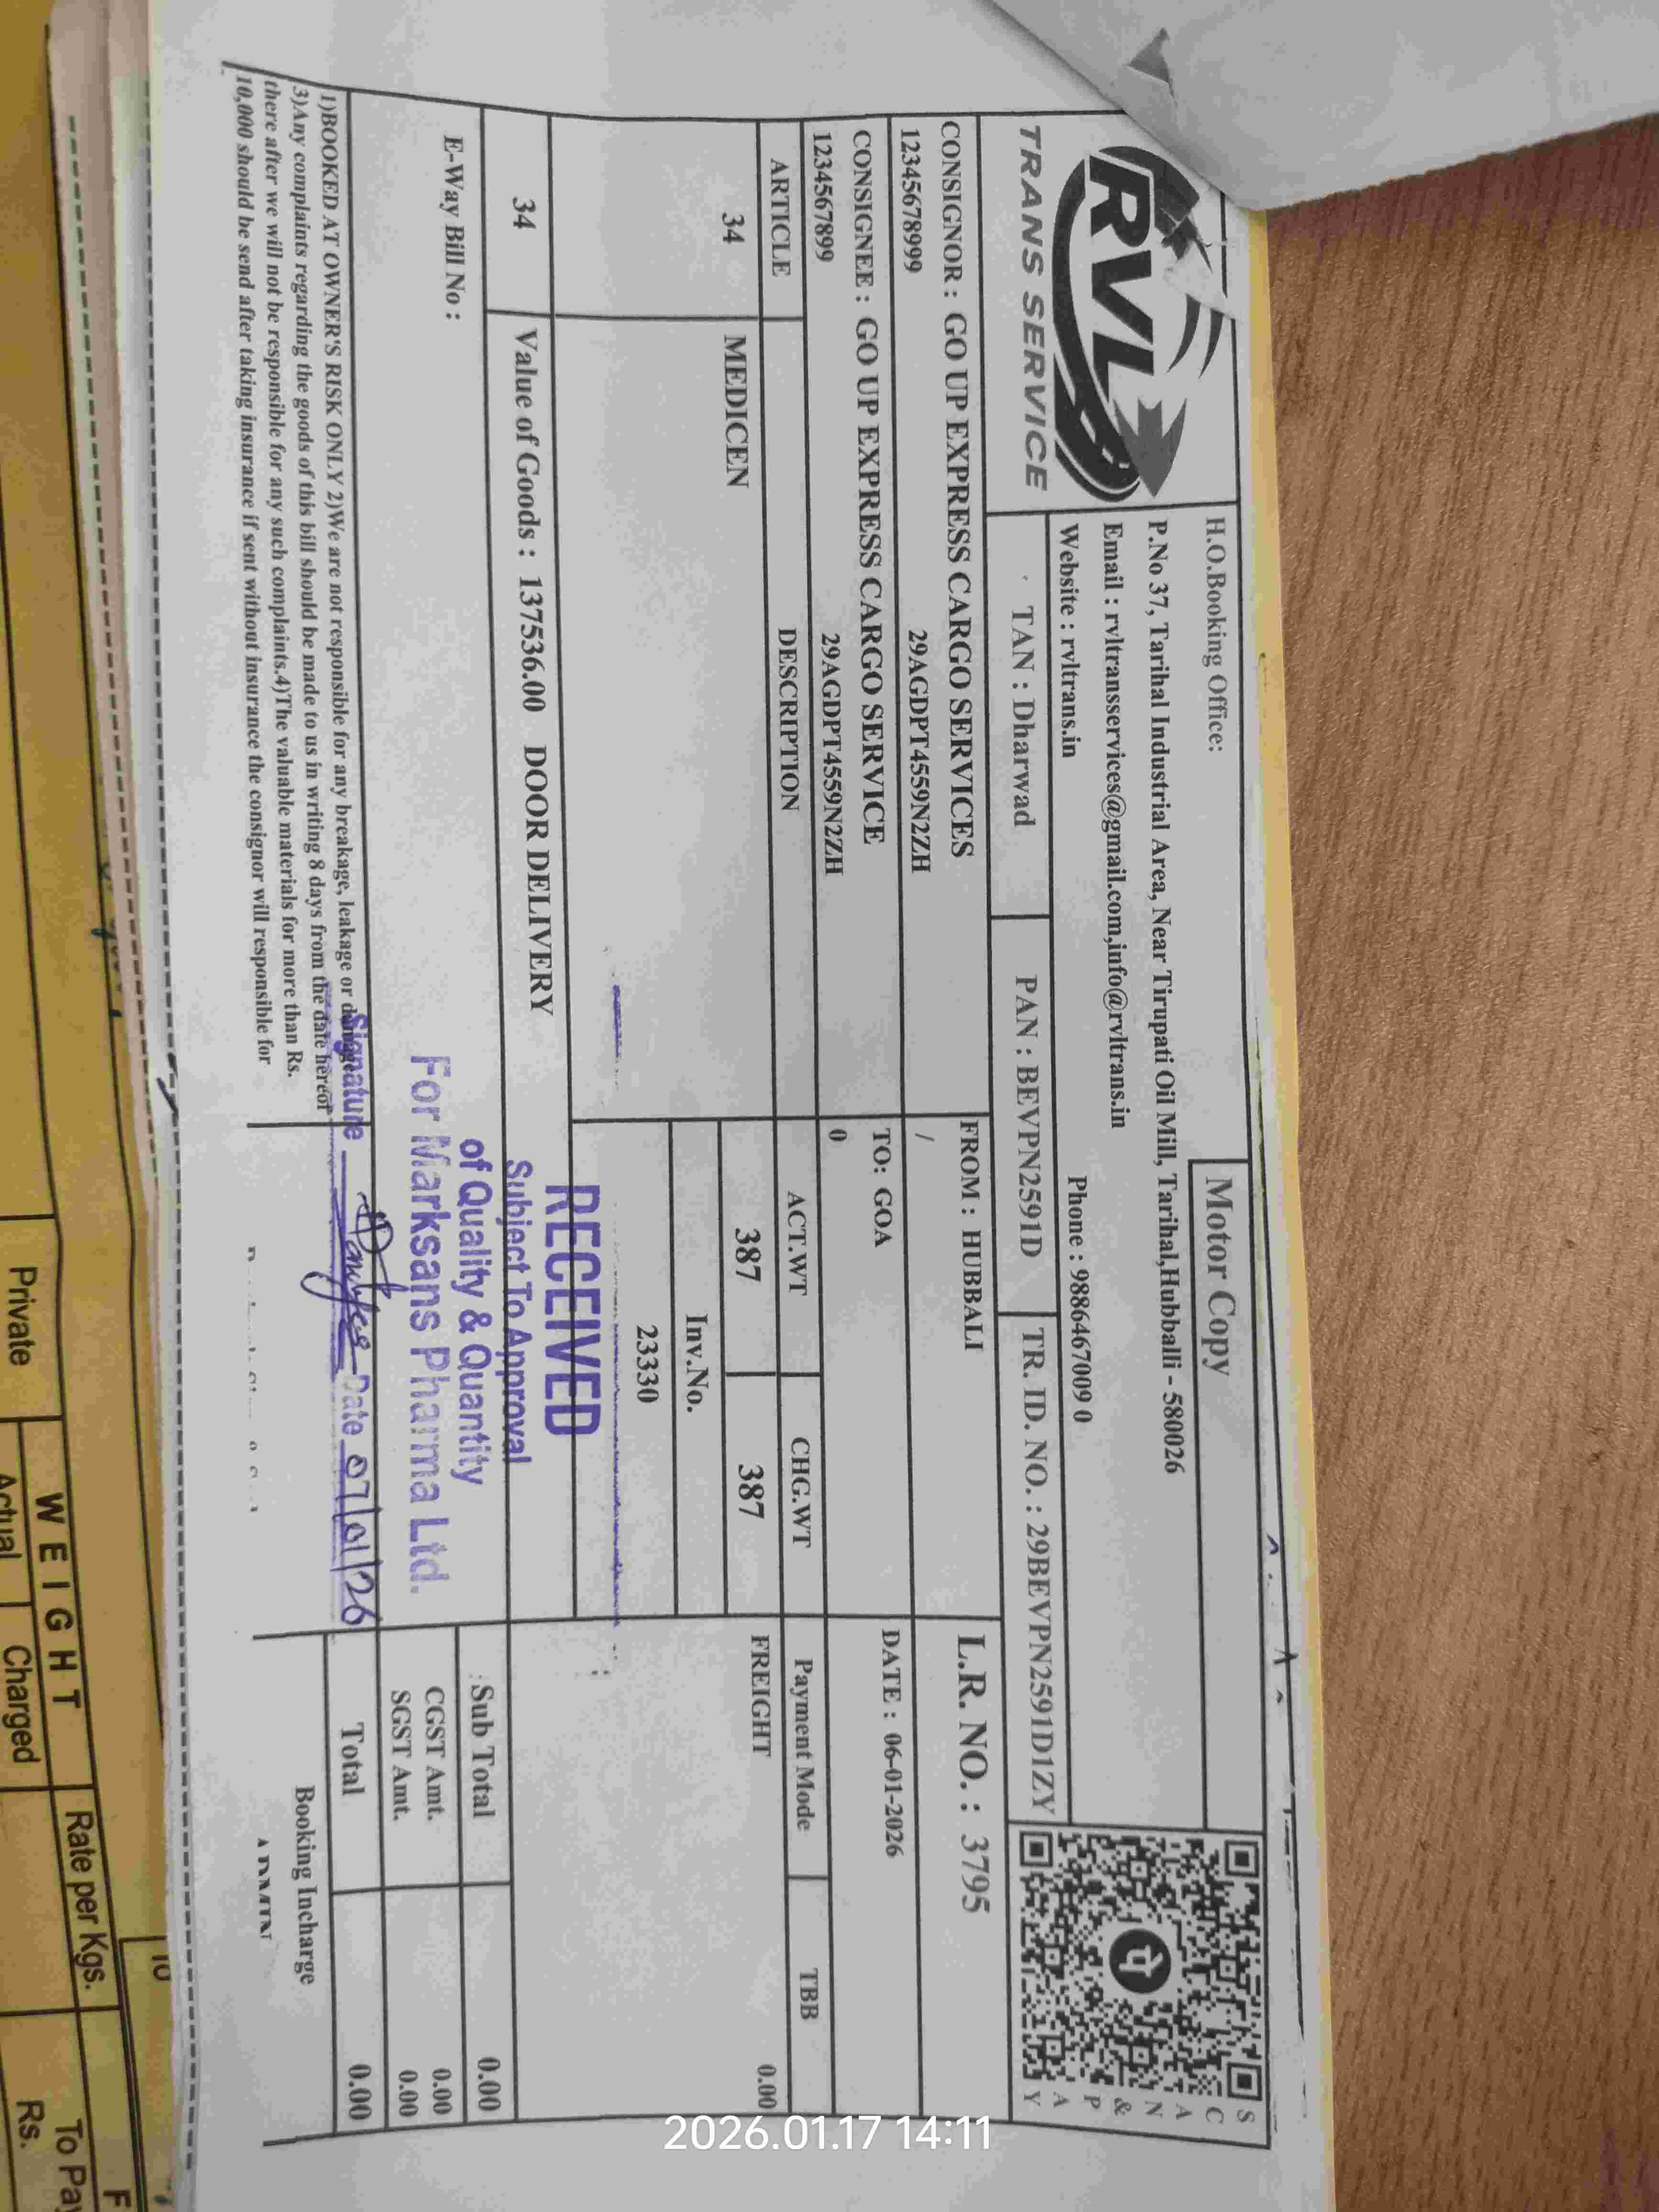 RVL
TRANS SERVICE
H.O.Booking Office:
Motor Copy
P.No 37, Tarihal Industrial Area, Near Tirupati Oil Mill, Tarihal,Hubballi - 580026
Email : rvltransservices@gmail.com,info@rvltrans.in
Website : rvltrans.in
Phone : 9886467009 0
SCAN & PAY
TAN : Dharwad
PAN : BEVPN2591D
TR. ID. NO. : 29BEVPN2591D1ZY
CONSIGNOR : GO UP EXPRESS CARGO SERVICES
12345678999 29AGDPT4559N2ZH
FROM : HUBBALI
/
L.R. NO. : 3795
CONSIGNEE : GO UP EXPRESS CARGO SERVICE
1234567899 29AGDPT4559N2ZH
TO: GOA
0
DATE : 06-01-2026
ARTICLE DESCRIPTION ACT.WT CHG.WT Payment Mode TBB
34 MEDICEN 387 387 FREIGHT 0.00
Inv.No.
23330
34 Value of Goods : 137536.00 DOOR DELIVERY
E-Way Bill No :
Sub Total 0.00
CGST Amt. 0.00
SGST Amt. 0.00
Total 0.00
RECEIVED
Subject To Approval
of Quality & Quantity
For Marksans Pharma Ltd.
Signature Date 07/01/26
1)BOOKED AT OWNER'S RISK ONLY 2)We are not responsible for any breakage, leakage or damage
3)Any complaints regarding the goods of this bill should be made to us in writing 8 days from the date hereof
there after we will not be responsible for any such complaints.4)The valuable materials for more than Rs.
10,000 should be send after taking insurance if sent without insurance the consignor will responsible for
Booking Incharge
Private
WEIGHT
Actual Charged
Rate per Kgs.
To Pay
Rs.
2026.01.17 14:11